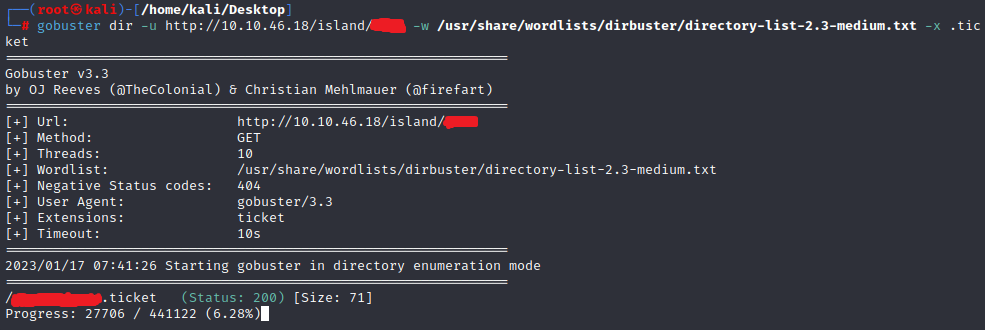 (root㉿kali)-[/home/kali/Desktop]
# gobuster dir -u http://10.10.46.18/island/ -w /usr/share/wordlists/dirbuster/directory-list-2.3-medium.txt -x .tic
ket
===============================================================
Gobuster v3.3
by OJ Reeves (@TheColonial) & Christian Mehlmauer (@firefart)
===============================================================
[+] Url: http://10.10.46.18/island/
[+] Method: GET
[+] Threads: 10
[+] Wordlist: /usr/share/wordlists/dirbuster/directory-list-2.3-medium.txt
[+] Negative Status codes: 404
[+] User Agent: gobuster/3.3
[+] Extensions: ticket
[+] Timeout: 10s
===============================================================
2023/01/17 07:41:26 Starting gobuster in directory enumeration mode
===============================================================
/.ticket (Status: 200) [Size: 71]
Progress: 27706 / 441122 (6.28%)